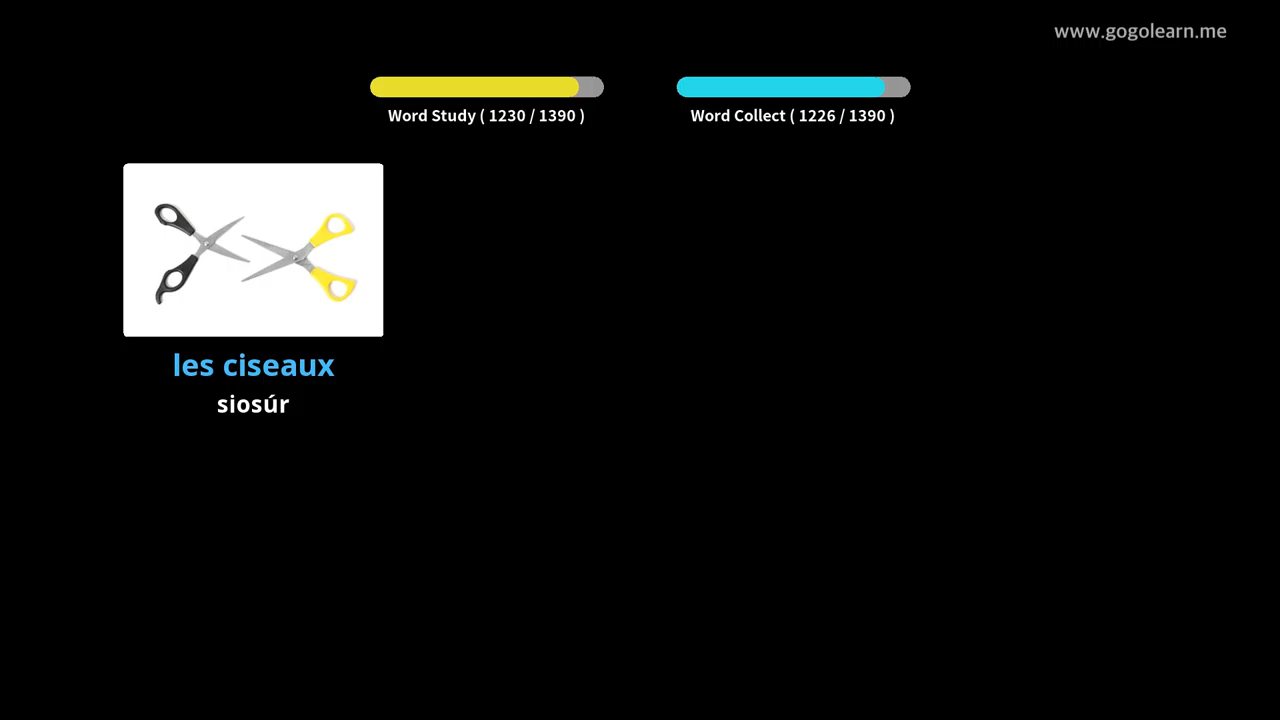 www.gogolearn.me
Word Study ( 1230 / 1390 )
Word Collect ( 1226 / 1390 )
les ciseaux
siosúr